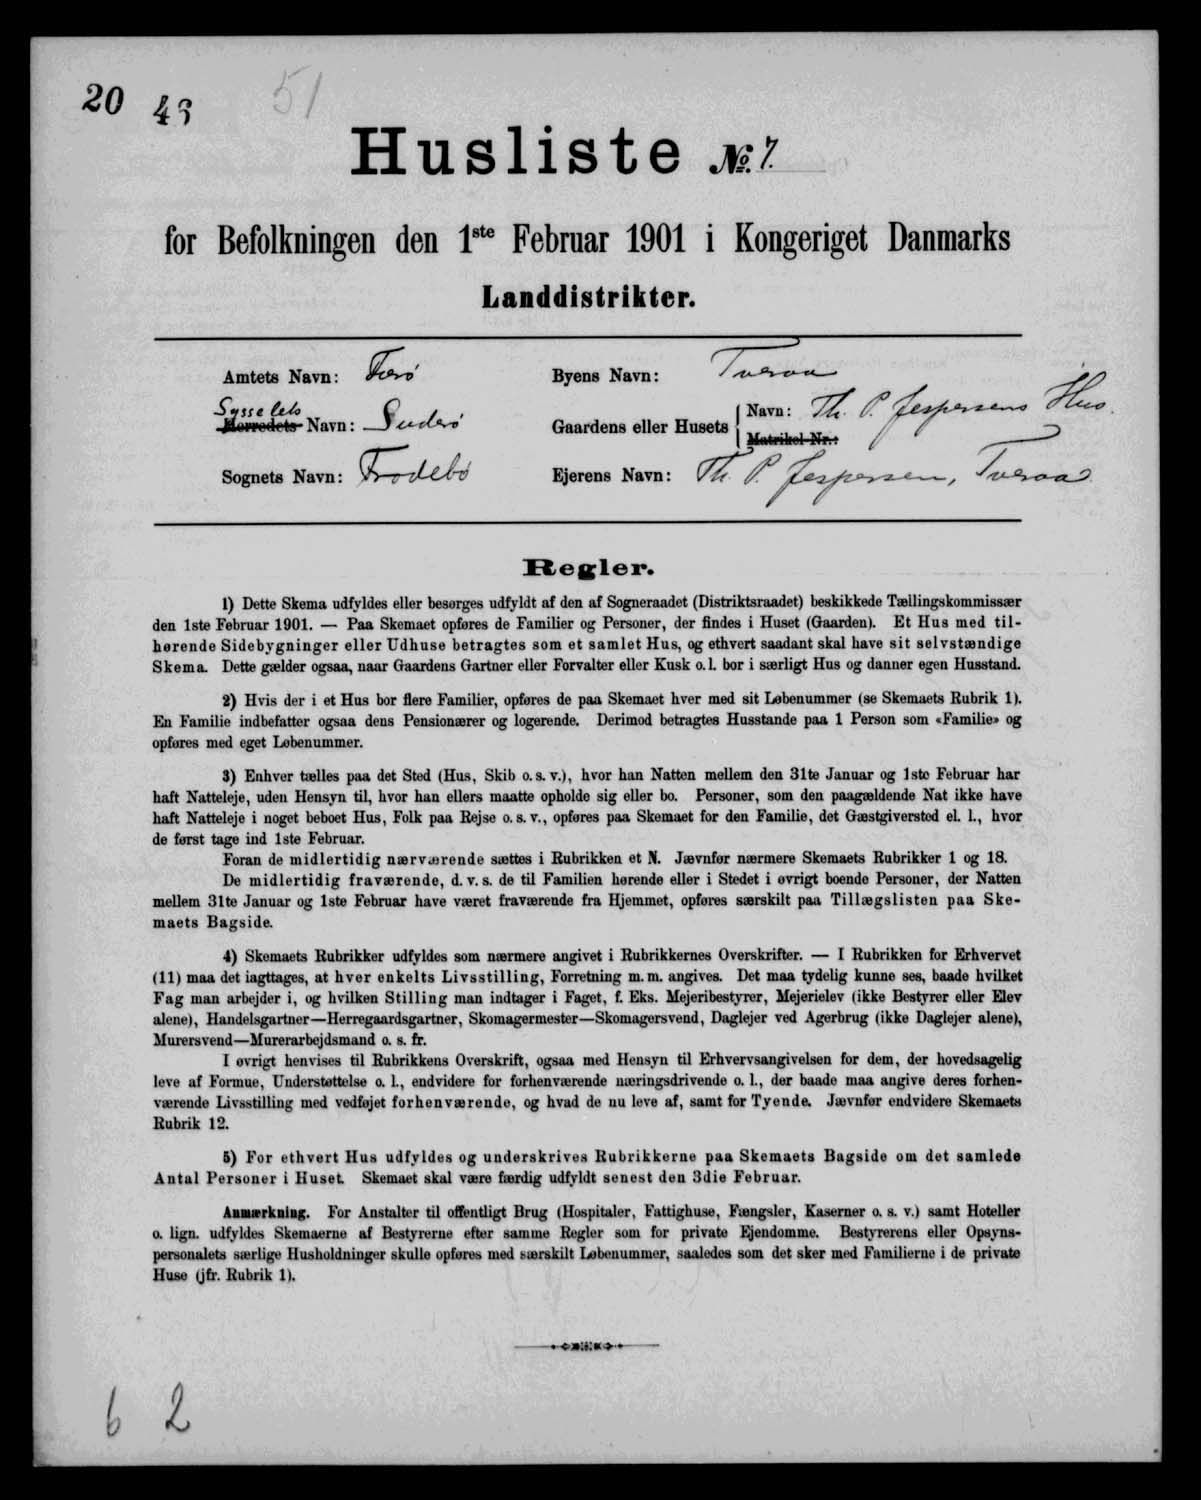 20 43 51
Husliste No. 7.
for Befolkningen den 1ste Februar 1901 i Kongeriget Danmarks
Landdistrikter.
Amtets Navn: Færø
Byens Navn: Tveraa
Sysselets
Herredets Navn: Suderø
Gaardens eller Husets Navn: Th. P. Jespersens Hus.
Matrikel-Nr.:
Sognets Navn: Frodebø
Ejerens Navn: Th. P. Jespersen, Tveraa
Regler.
1) Dette Skema udfyldes eller besørges udfyldt af den af Sogneraadet (Distriktsraadet) beskikkede Tællingskommissær
den 1ste Februar 1901. — Paa Skemaet opføres de Familier og Personer, der findes i Huset (Gaarden). Et Hus med til-
hørende Sidebygninger eller Udhuse betragtes som et samlet Hus, og ethvert saadant skal have sit selvstændige
Skema. Dette gælder ogsaa, naar Gaardens Gartner eller Forvalter eller Kusk o. l. bor i særligt Hus og danner egen Husstand.
2) Hvis der i et Hus bor flere Familier, opføres de paa Skemaet hver med sit Løbenummer (se Skemaets Rubrik 1).
En Familie indbefatter ogsaa dens Pensionærer og logerende. Derimod betragtes Husstande paa 1 Person som «Familie» og
opføres med eget Løbenummer.
3) Enhver tælles paa det Sted (Hus, Skib o. s. v.), hvor han Natten mellem den 31te Januar og 1ste Februar har
haft Natteleje, uden Hensyn til, hvor han ellers maatte opholde sig eller bo. Personer, som den paagældende Nat ikke have
haft Natteleje i noget beboet Hus, Folk paa Rejse o. s. v., opføres paa Skemaet for den Familie, det Gæstgiversted el. l., hvor
de først tage ind 1ste Februar.
Foran de midlertidig nærværende sættes i Rubrikken et N. Jævnfør nærmere Skemaets Rubrikker 1 og 18.
De midlertidig fraværende, d. v. s. de til Familien hørende eller i Stedet i øvrigt boende Personer, der Natten
mellem 31te Januar og 1ste Februar have været fraværende fra Hjemmet, opføres særskilt paa Tillægslisten paa Ske-
maets Bagside.
4) Skemaets Rubrikker udfyldes som nærmere angivet i Rubrikkernes Overskrifter. — I Rubrikken for Erhvervet
(11) maa det iagttages, at hver enkelts Livsstilling, Forretning m. m. angives. Det maa tydelig kunne ses, baade hvilket
Fag man arbejder i, og hvilken Stilling man indtager i Faget, f. Eks. Mejeribestyrer, Mejerielev (ikke Bestyrer eller Elev
alene), Handelsgartner—Herregaardsgartner, Skomagermester—Skomagersvend, Daglejer ved Agerbrug (ikke Daglejer alene),
Murersvend—Murerarbejdsmand o. s. fr.
I øvrigt henvises til Rubrikkens Overskrift, ogsaa med Hensyn til Erhvervsangivelsen for dem, der hovedsagelig
leve af Formue, Understøttelse o. l., endvidere for forhenværende næringsdrivende o. l., der baade maa angive deres forhen-
værende Livsstilling med vedføjet forhenværende, og hvad de nu leve af, samt for Tyende. Jævnfør endvidere Skemaets
Rubrik 12.
5) For ethvert Hus udfyldes og underskrives Rubrikkerne paa Skemaets Bagside om det samlede
Antal Personer i Huset. Skemaet skal være færdig udfyldt senest den 3die Februar.
Anmærkning. For Anstalter til offentligt Brug (Hospitaler, Fattighuse, Fængsler, Kaserner o. s. v.) samt Hoteller
o. lign. udfyldes Skemaerne af Bestyrerne efter samme Regler som for private Ejendomme. Bestyrerens eller Opsyns-
personalets særlige Husholdninger skulle opføres med særskilt Løbenummer, saaledes som det sker med Familierne i de private
Huse (jfr. Rubrik 1).
6 2